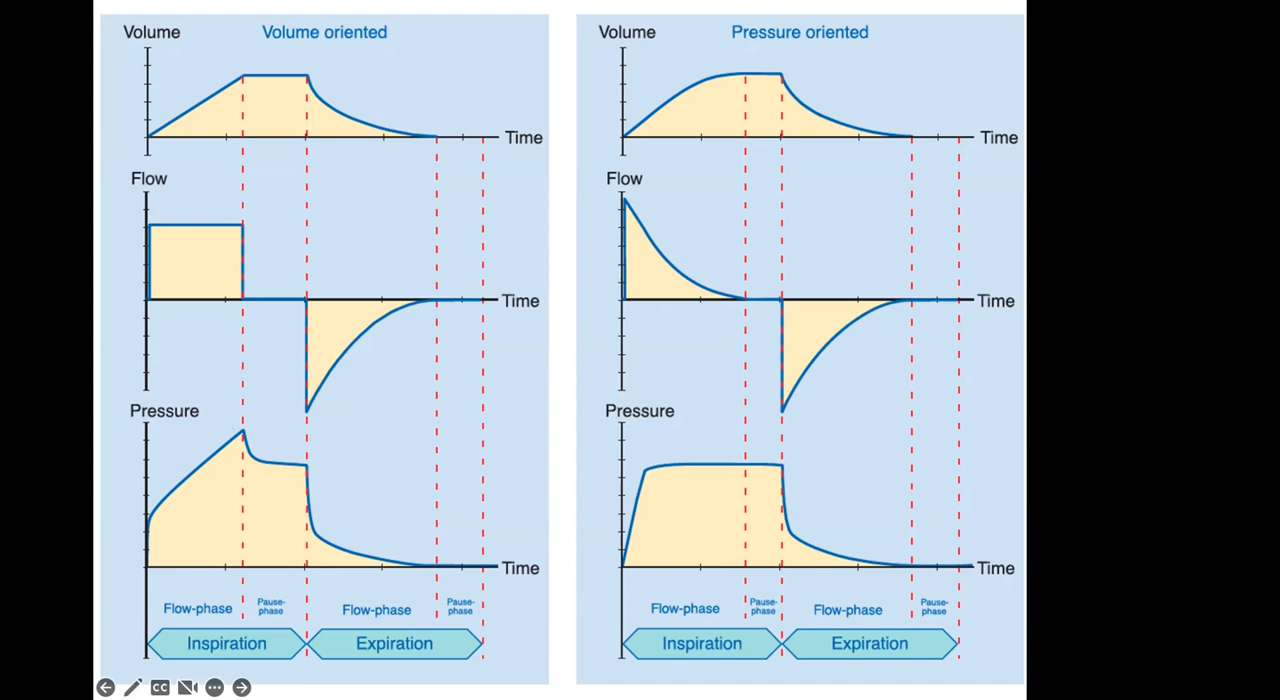 Volume
Volume oriented
Time
Flow
Time
Pressure
Time
Flow-phase
Pause-
phase
Flow-phase
Pause-
phase
Inspiration
Expiration
Volume
Pressure oriented
Time
Flow
Time
Pressure
Time
Flow-phase
Pause-
phase
Flow-phase
Pause-
phase
Inspiration
Expiration
CC